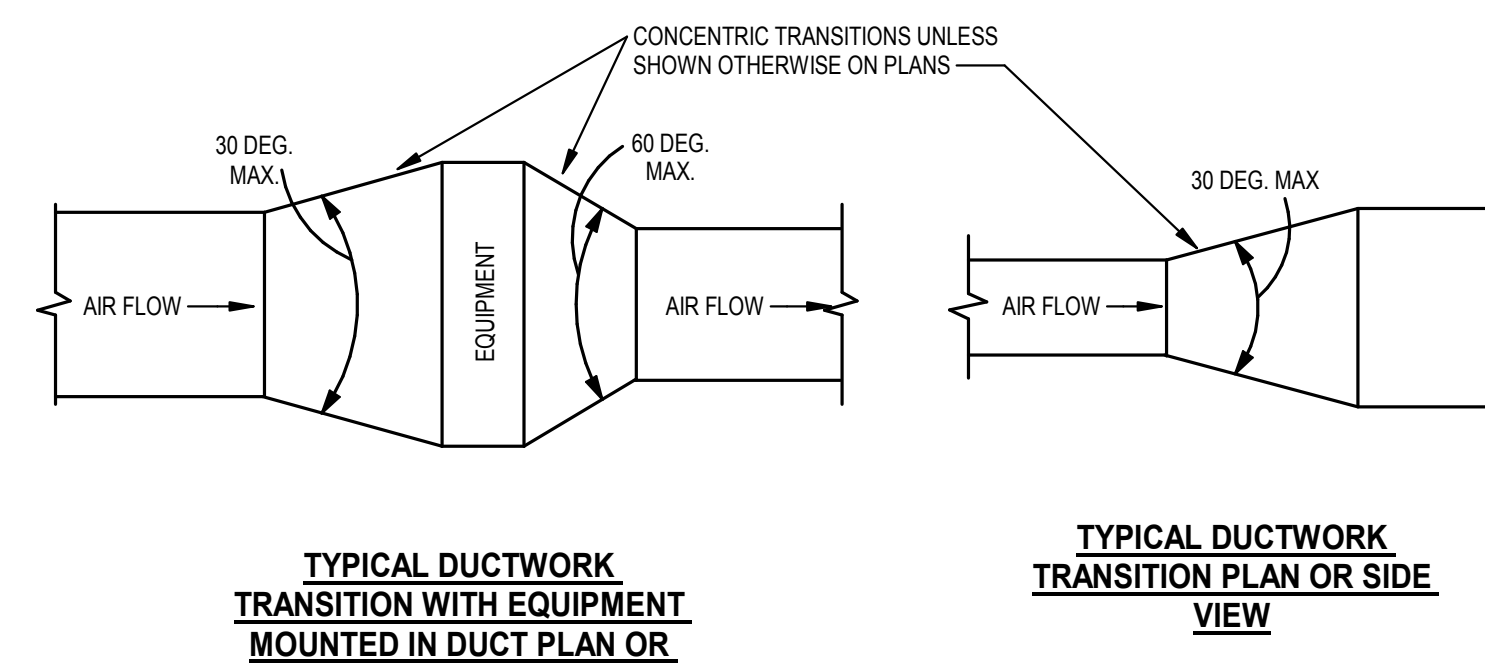 CONCENTRIC TRANSITIONS UNLESS
SHOWN OTHERWISE ON PLANS
30 DEG.
MAX.
60 DEG.
MAX.
30 DEG. MAX
AIR FLOW
EQUIPMENT
AIR FLOW
AIR FLOW
TYPICAL DUCTWORK
TRANSITION WITH EQUIPMENT
MOUNTED IN DUCT PLAN OR
TYPICAL DUCTWORK
TRANSITION PLAN OR SIDE
VIEW